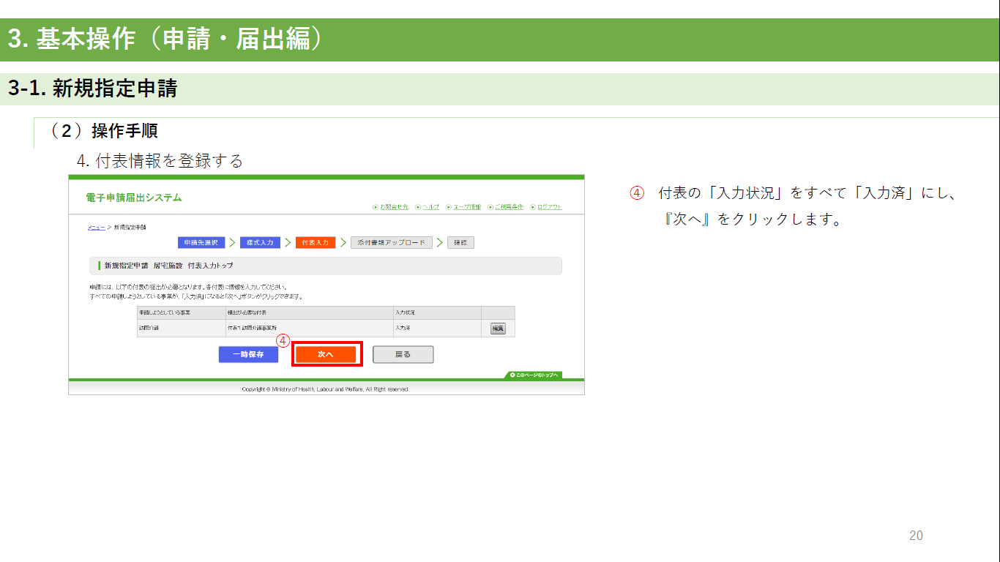 3. 基本操作（申請・届出編）
3-1. 新規指定申請
（２）操作手順
4. 付表情報を登録する
電子申請届出システム
お問合せ先 ヘルプ ユーザ情報 ご利用条件 ログアウト
メニュー > 新規指定申請
申請先選択 様式入力 付表入力 添付書類アップロード 確認
新規指定申請 居宅施設 付表入力トップ
申請には、以下の付表の提出が必要となります。各付表に情報を入力してください。
すべての申請しようとしている事業が、「入力済」になると「次へ」ボタンがクリックできます。
申請しようとしている事業 提出が必要な付表 入力状況
訪問介護 付表1 訪問介護事業所 入力済 編集
④
一時保存 次へ 戻る
このページのトップへ
Copyright © Ministry of Health, Labour and Welfare, All Right reserved.
④ 付表の「入力状況」をすべて「入力済」にし、
『次へ』をクリックします。
20